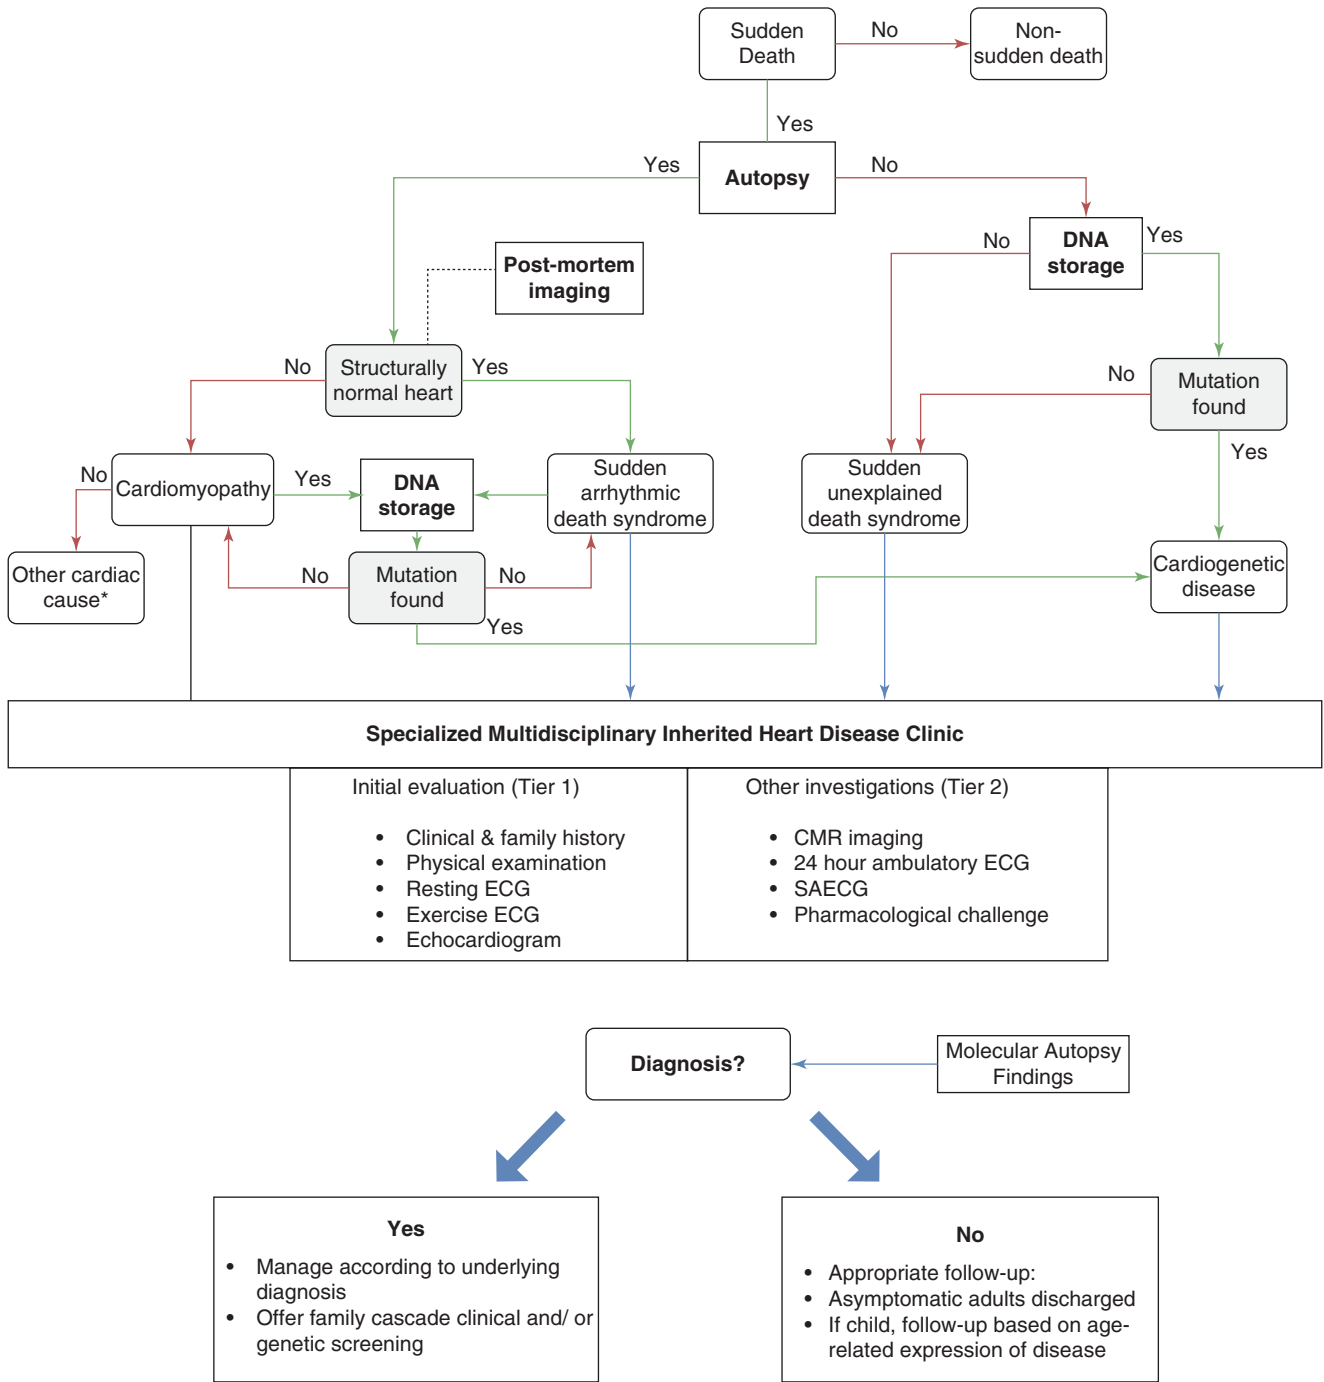 Sudden
Death
No
Non-
sudden death
Yes
Yes
Autopsy
No
No
DNA
storage
Yes
Post-mortem
imaging
No
Structurally
normal heart
Yes
No
Mutation
found
Yes
No
Cardiomyopathy
Yes
DNA
storage
Sudden
arrhythmic
death syndrome
Sudden
unexplained
death syndrome
Other cardiac
cause*
No
Mutation
found
No
Yes
Cardiogenetic
disease
Specialized Multidisciplinary Inherited Heart Disease Clinic
Initial evaluation (Tier 1)
• Clinical & family history
• Physical examination
• Resting ECG
• Exercise ECG
• Echocardiogram
Other investigations (Tier 2)
• CMR imaging
• 24 hour ambulatory ECG
• SAECG
• Pharmacological challenge
Diagnosis?
Molecular Autopsy
Findings
Yes
• Manage according to underlying
diagnosis
• Offer family cascade clinical and/ or
genetic screening
No
• Appropriate follow-up:
• Asymptomatic adults discharged
• If child, follow-up based on age-
related expression of disease